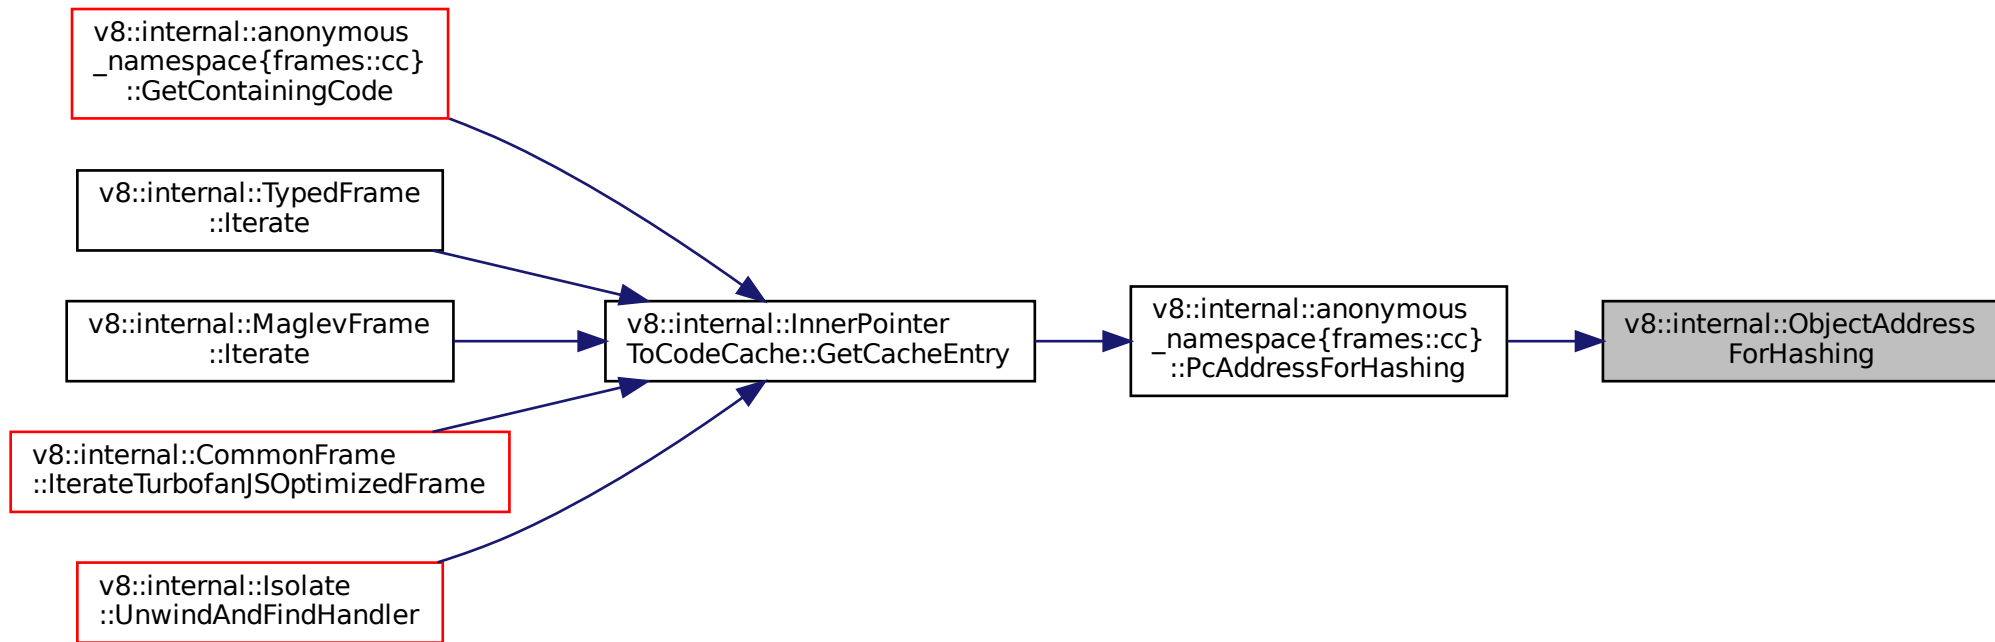 v8::internal::anonymous
_namespace{frames::cc}
::GetContainingCode
v8::internal::TypedFrame
::Iterate
v8::internal::MaglevFrame
::Iterate
v8::internal::CommonFrame
::IterateTurbofanJSOptimizedFrame
v8::internal::Isolate
::UnwindAndFindHandler
v8::internal::InnerPointer
ToCodeCache::GetCacheEntry
v8::internal::anonymous
_namespace{frames::cc}
::PcAddressForHashing
v8::internal::ObjectAddress
ForHashing